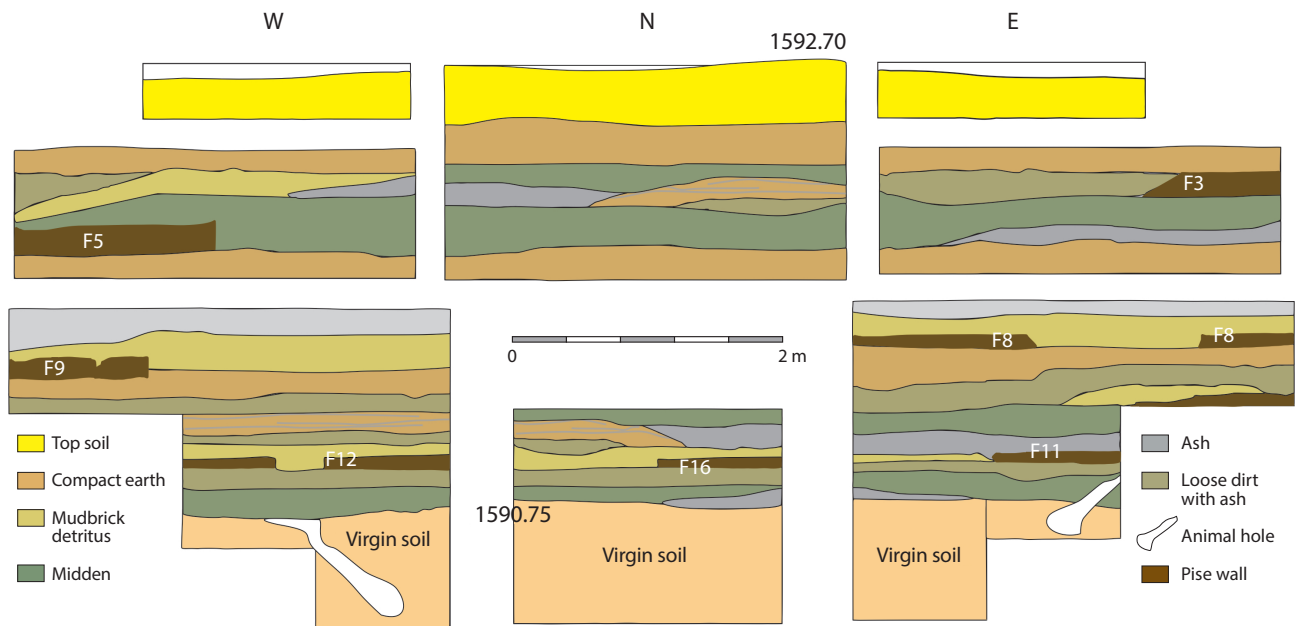 W
N
E
1592.70
F5
F3
F9
0
2 m
F8
F8
Top soil
Compact earth
Mudbrick
detritus
Midden
F12
F16
F11
1590.75
Virgin soil
Virgin soil
Virgin soil
Ash
Loose dirt
with ash
Animal hole
Pise wall